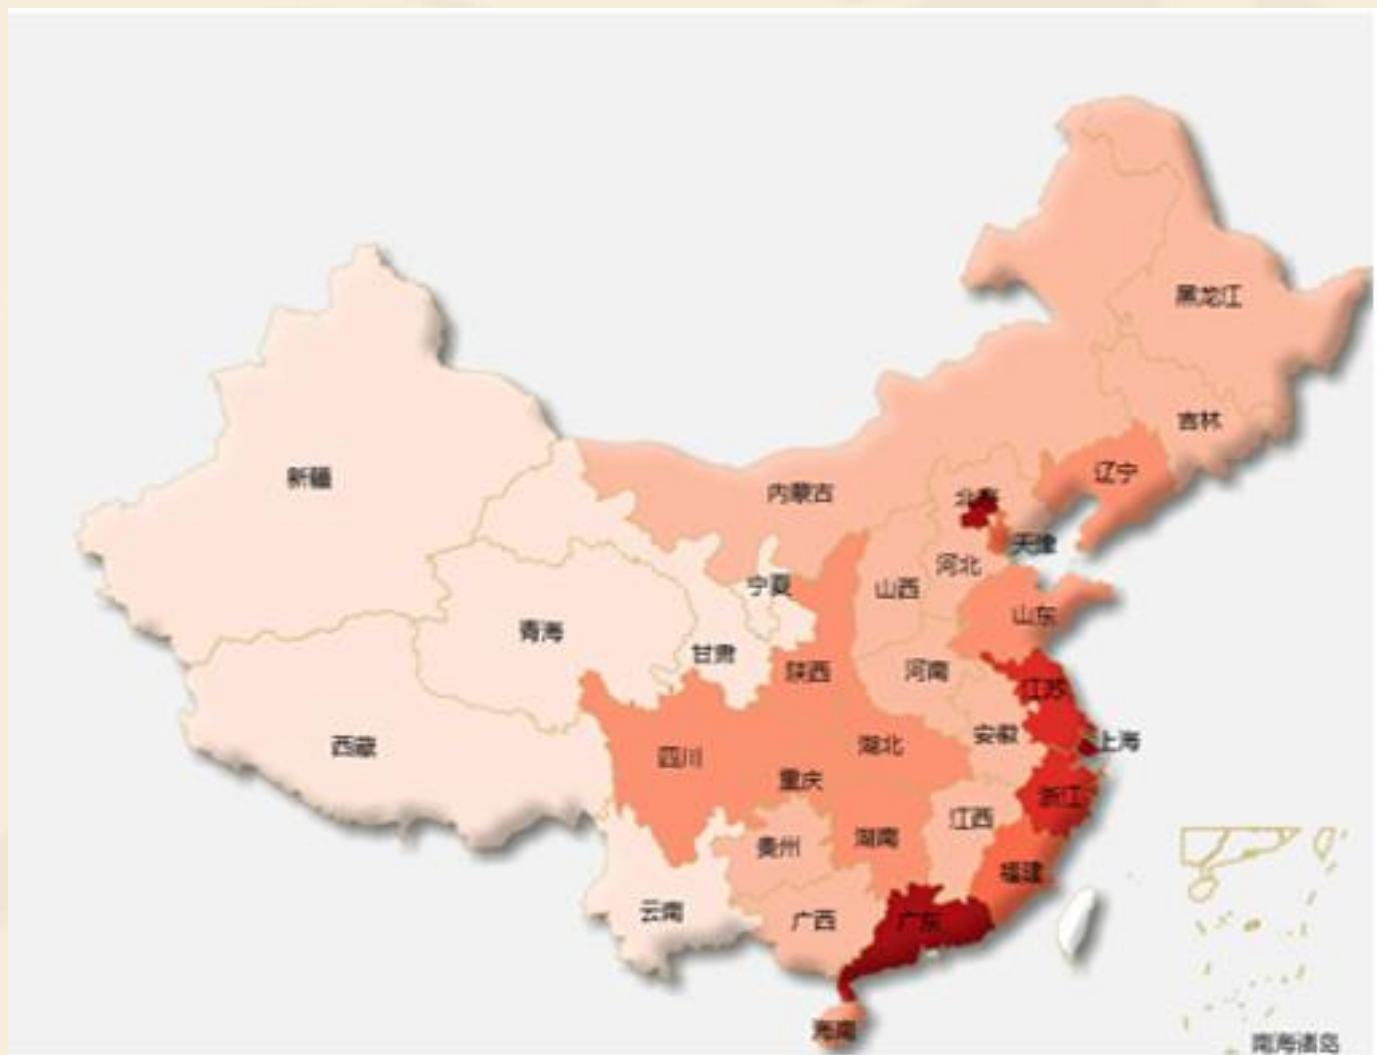 黑龙江
吉林
辽宁
新疆
内蒙古
北京
天津
河北
宁夏
山西
山东
青海
甘肃
陕西
河南
江苏
西藏
四川
湖北
安徽
上海
重庆
浙江
江西
贵州
湖南
福建
云南
广西
广东
海南
南海诸岛